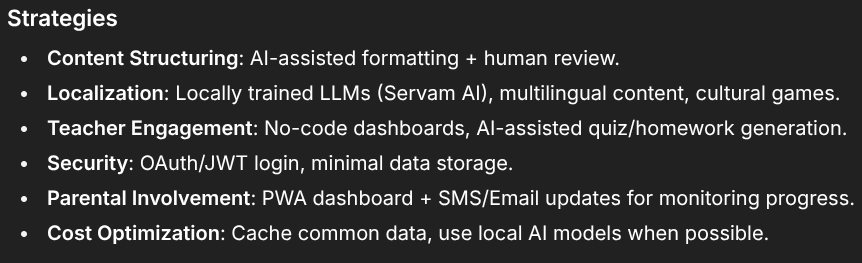 Strategies
• Content Structuring: AI-assisted formatting + human review.
• Localization: Locally trained LLMs (Servam AI), multilingual content, cultural games.
• Teacher Engagement: No-code dashboards, AI-assisted quiz/homework generation.
• Security: OAuth/JWT login, minimal data storage.
• Parental Involvement: PWA dashboard + SMS/Email updates for monitoring progress.
• Cost Optimization: Cache common data, use local AI models when possible.